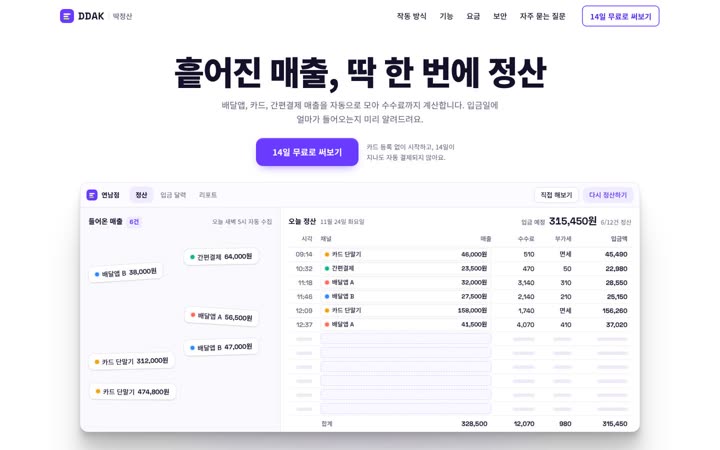 DDAK 딱정산
작동 방식 기능 요금 보안 자주 묻는 질문 14일 무료로 써보기
흩어진 매출, 딱 한 번에 정산
배달앱, 카드, 간편결제 매출을 자동으로 모아 수수료까지 계산합니다. 입금일에
얼마가 들어오는지 미리 알려드려요.
14일 무료로 써보기
카드 등록 없이 시작하고, 14일이
지나도 자동 결제되지 않아요.
연남점 정산 입금 달력 리포트 직접 해보기 다시 정산하기
들어온 매출 6건 오늘 새벽 5시 자동 수집
간편결제 64,000원
배달앱 B 38,000원
배달앱 A 56,500원
배달앱 B 47,000원
카드 단말기 312,000원
카드 단말기 474,800원
오늘 정산 11월 24일 화요일 입금 예정 315,450원 6/12건 정산
시각 채널 매출 수수료 부가세 입금액
09:14 카드 단말기 46,000원 510 면세 45,490
10:32 간편결제 23,500원 470 50 22,980
11:18 배달앱 A 32,000원 3,140 310 28,550
11:46 배달앱 B 27,500원 2,140 210 25,150
12:09 카드 단말기 158,000원 1,740 면세 156,260
12:37 배달앱 A 41,500원 4,070 410 37,020
합계 328,500 12,070 980 315,450